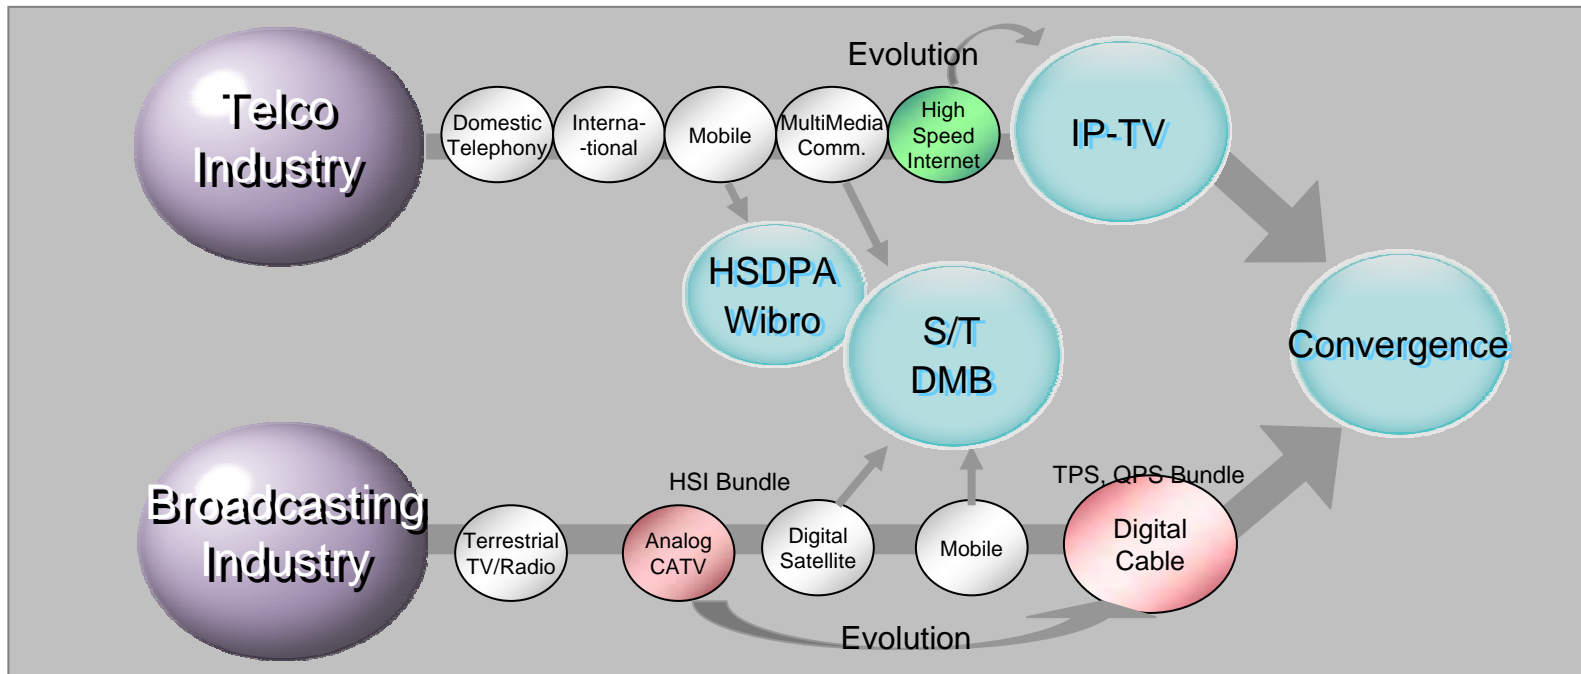 Evolution
Telco
Industry
Domestic
Telephony
Interna-
-tional
Mobile
MultiMedia
Comm.
High
Speed
Internet
IP-TV
HSDPA
Wibro
S/T
DMB
Convergence
HSI Bundle
TPS, QPS Bundle
Broadcasting
Industry
Terrestrial
TV/Radio
Analog
CATV
Digital
Satellite
Mobile
Digital
Cable
Evolution